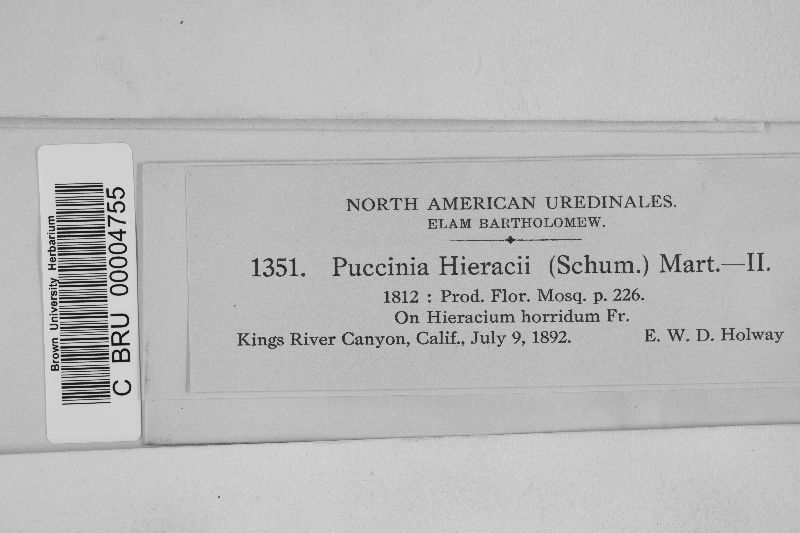 Brown University Herbarium
C BRU 00004755
NORTH AMERICAN UREDINALES.
ELAM BARTHOLOMEW.
1351. Puccinia Hieracii (Schum.) Mart.—II.
1812 : Prod. Flor. Mosq. p. 226.
On Hieracium horridum Fr.
Kings River Canyon, Calif., July 9, 1892. E. W. D. Holway